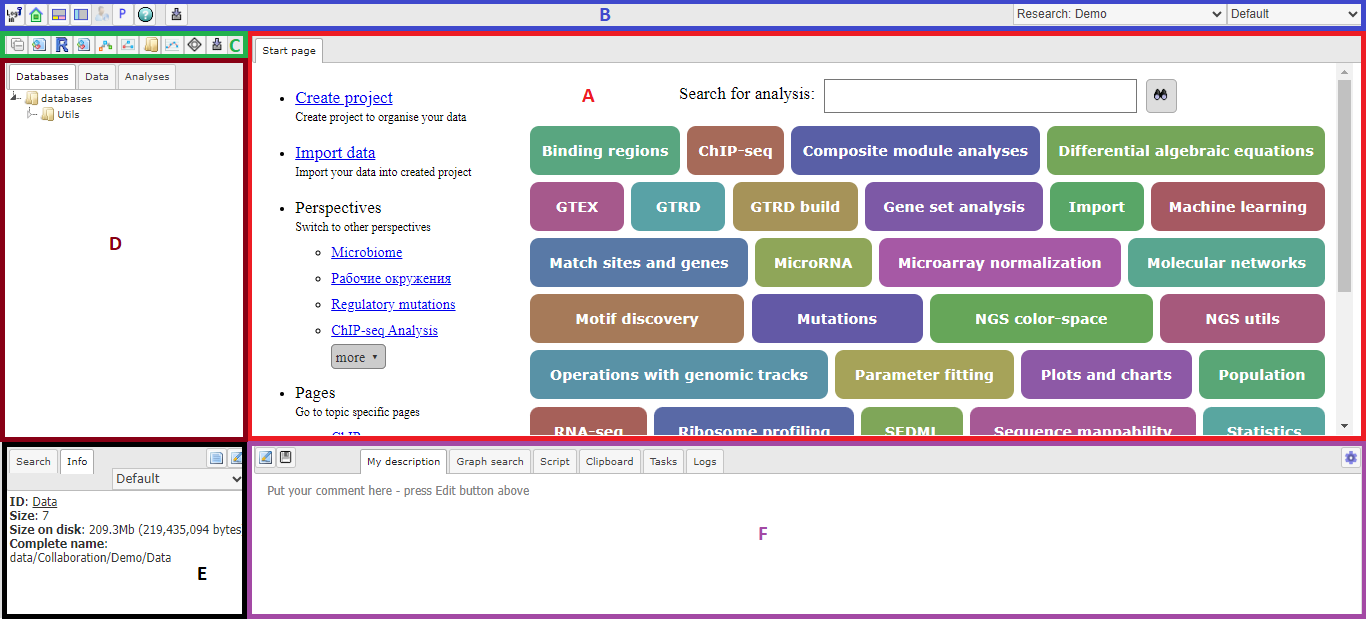 Log in
P
B
Research: Demo
Default
R
C
Start page
Databases
Data
Analyses
databases
Utils
D
Create project
Create project to organise your data
Import data
Import your data into created project
Perspectives
Switch to other perspectives
Microbiome
Рабочие окружения
Regulatory mutations
ChIP-seq Analysis
more
Pages
Go to topic specific pages
A
Search for analysis:
Binding regions
ChIP-seq
Composite module analyses
Differential algebraic equations
GTEX
GTRD
GTRD build
Gene set analysis
Import
Machine learning
Match sites and genes
MicroRNA
Microarray normalization
Molecular networks
Motif discovery
Mutations
NGS color-space
NGS utils
Operations with genomic tracks
Parameter fitting
Plots and charts
Population
RNA-seq
Ribosome profiling
SEDML
Sequence mappability
Statistics
Search
Info
Default
ID: Data
Size: 7
Size on disk: 209.3Mb (219,435,094 bytes
Complete name:
data/Collaboration/Demo/Data
E
My description
Graph search
Script
Clipboard
Tasks
Logs
Put your comment here - press Edit button above
F